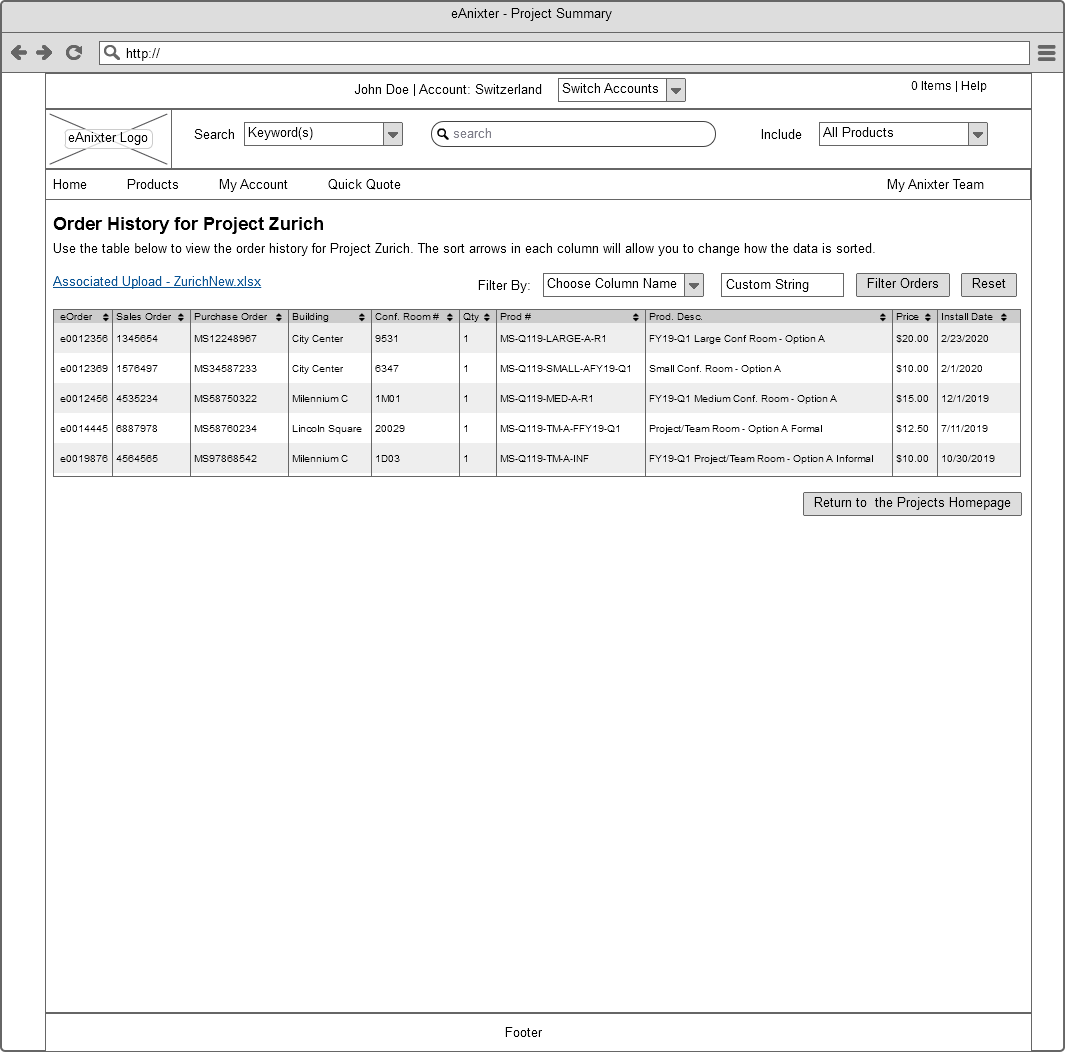 eAnixter - Project Summary
http://
John Doe | Account: Switzerland Switch Accounts 0 Items | Help
eAnixter Logo Search Keyword(s) search Include All Products
Home Products My Account Quick Quote My Anixter Team
Order History for Project Zurich
Use the table below to view the order history for Project Zurich. The sort arrows in each column will allow you to change how the data is sorted.
Associated Upload - ZurichNew.xlsx Filter By: Choose Column Name Custom String Filter Orders Reset
eOrder Sales Order Purchase Order Building Conf. Room # Qty Prod # Prod. Desc. Price Install Date
e0012356 1345654 MS12248967 City Center 9531 1 MS-Q119-LARGE-A-R1 FY19-Q1 Large Conf Room - Option A $20.00 2/23/2020
e0012369 1576497 MS34587233 City Center 6347 1 MS-Q119-SMALL-AFY19-Q1 Small Conf. Room - Option A $10.00 2/1/2020
e0012456 4535234 MS58750322 Milennium C 1M01 1 MS-Q119-MED-A-R1 FY19-Q1 Medium Conf. Room - Option A $15.00 12/1/2019
e0014445 6887978 MS58760234 Lincoln Square 20029 1 MS-Q119-TM-A-FFY19-Q1 Project/Team Room - Option A Formal $12.50 7/11/2019
e0019876 4564565 MS97868542 Milennium C 1D03 1 MS-Q119-TM-A-INF FY19-Q1 Project/Team Room - Option A Informal $10.00 10/30/2019
Return to the Projects Homepage
Footer